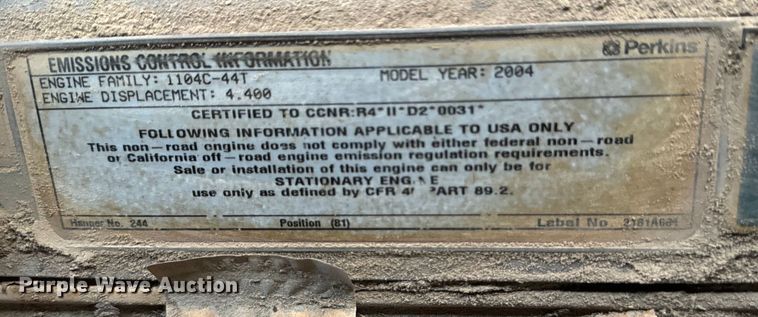 EMISSIONS CONTROL INFORMATION
Perkins
ENGINE FAMILY: 1104C-44T MODEL YEAR: 2004
ENGINE DISPLACEMENT: 4.400
CERTIFIED TO CCNR:R4*II*D2*0031*
FOLLOWING INFORMATION APPLICABLE TO USA ONLY
This non-road engine does not comply with either federal non-road
or California off-road engine emission regulation requirements.
Sale or installation of this engine can only be for
STATIONARY
use only as defined by CFR 89.2.
No. 244 Position (B1) Label No
Purple Wave Auction